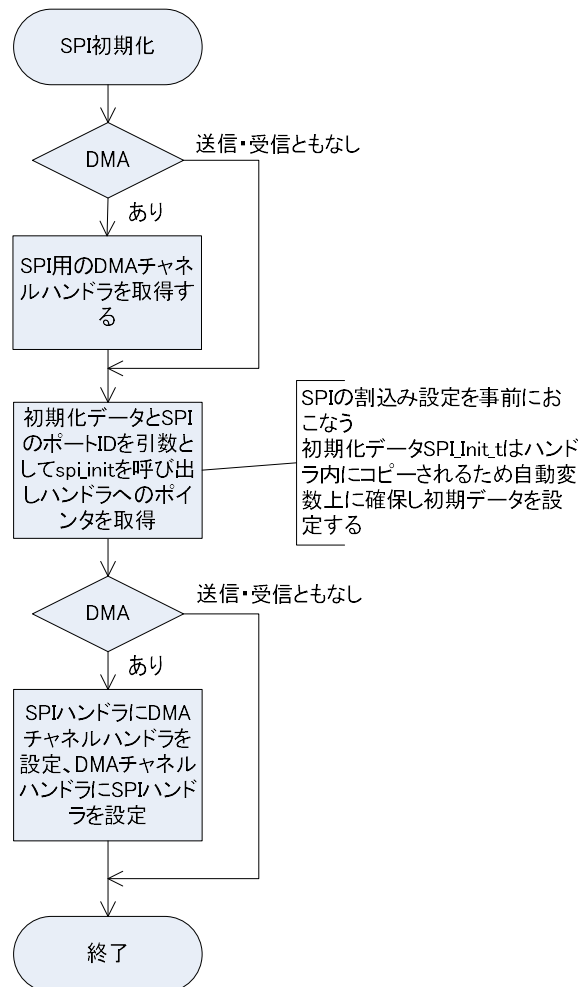 SPI初期化
DMA
送信・受信ともなし
あり
SPI用のDMAチャネ
ルハンドラを取得す
る
初期化データとSPI
のポートIDを引数と
してspi_initを呼び出
しハンドラへのポイ
ンタを取得
SPIの割込み設定を事前にお
こなう
初期化データSPI_Init_tはハンド
ラ内にコピーされるため自動変
数上に確保し初期データを設
定する
DMA
送信・受信ともなし
あり
SPIハンドラにDMA
チャネルハンドラを
設定、DMAチャネル
ハンドラにSPIハンド
ラを設定
終了